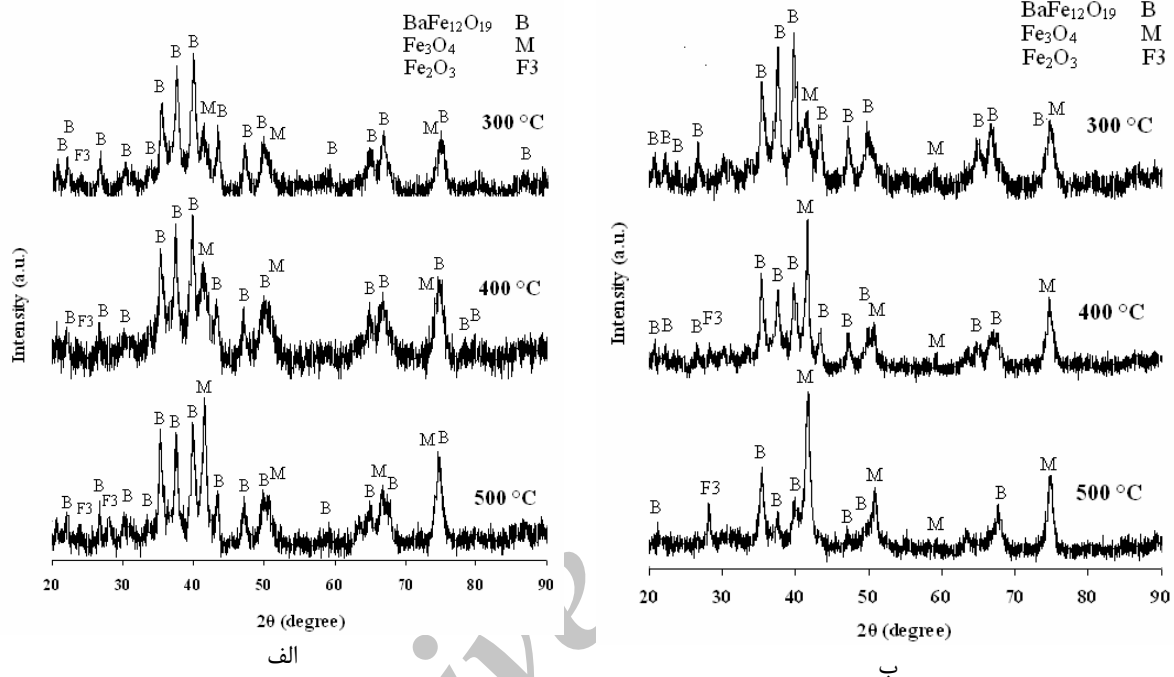 BaFe₁₂O₁₉ B
Fe₃O₄ M
Fe₂O₃ F3
B B B B B F3 B B B B B B M B B B M B B B M B B
300 °C
B F3 B B B B B M B B B M B B M B B B
400 °C
B F3 B F3 B B B B B M B B B M B B M B M B
500 °C
Intensity (a.u.)
20 30 40 50 60 70 80 90
2θ (degree)
الف
BaFe₁₂O₁₉ B
Fe₃O₄ M
Fe₂O₃ F3
B B B B B B B M B B B M B B B M
300 °C
B B B F3 B B B M B B B M M B B M
400 °C
B F3 B B B M B B M M B M
500 °C
Intensity (a.u.)
20 30 40 50 60 70 80 90
2θ (degree)
ب